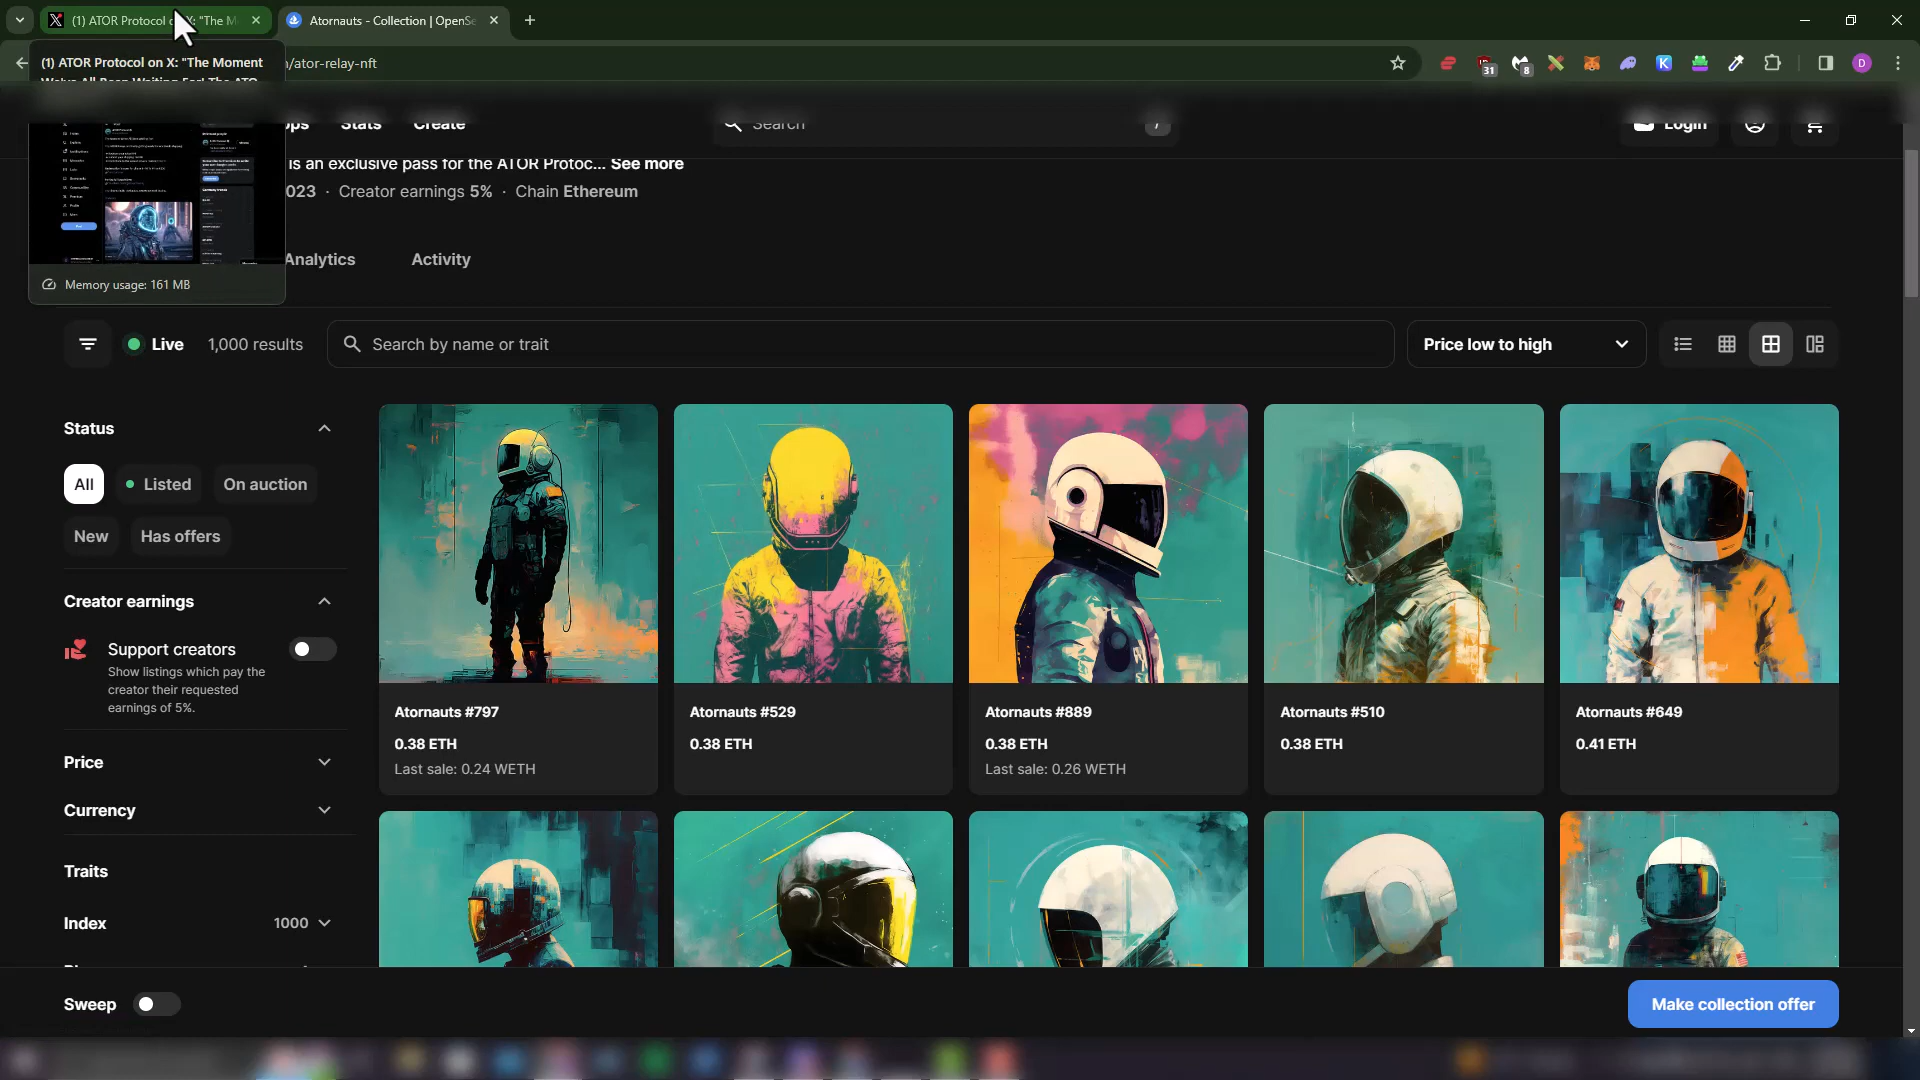 (1) ATOR Protocol on X: "The M
Atornauts - Collection | OpenSe
(1) ATOR Protocol on X: "The Moment
/ator-relay-nft
31
8
D
Stats
Create
Search
/
Login
is an exclusive pass for the ATOR Protoc... See more
023 · Creator earnings 5% · Chain Ethereum
Analytics
Activity
Memory usage: 161 MB
Live
1,000 results
Search by name or trait
Price low to high
Status
All
Listed
On auction
New
Has offers
Creator earnings
Support creators
Show listings which pay the
creator their requested
earnings of 5%.
Price
Currency
Traits
Index
1000
Atornauts #797
0.38 ETH
Last sale: 0.24 WETH
Atornauts #529
0.38 ETH
Atornauts #889
0.38 ETH
Last sale: 0.26 WETH
Atornauts #510
0.38 ETH
Atornauts #649
0.41 ETH
Sweep
Make collection offer